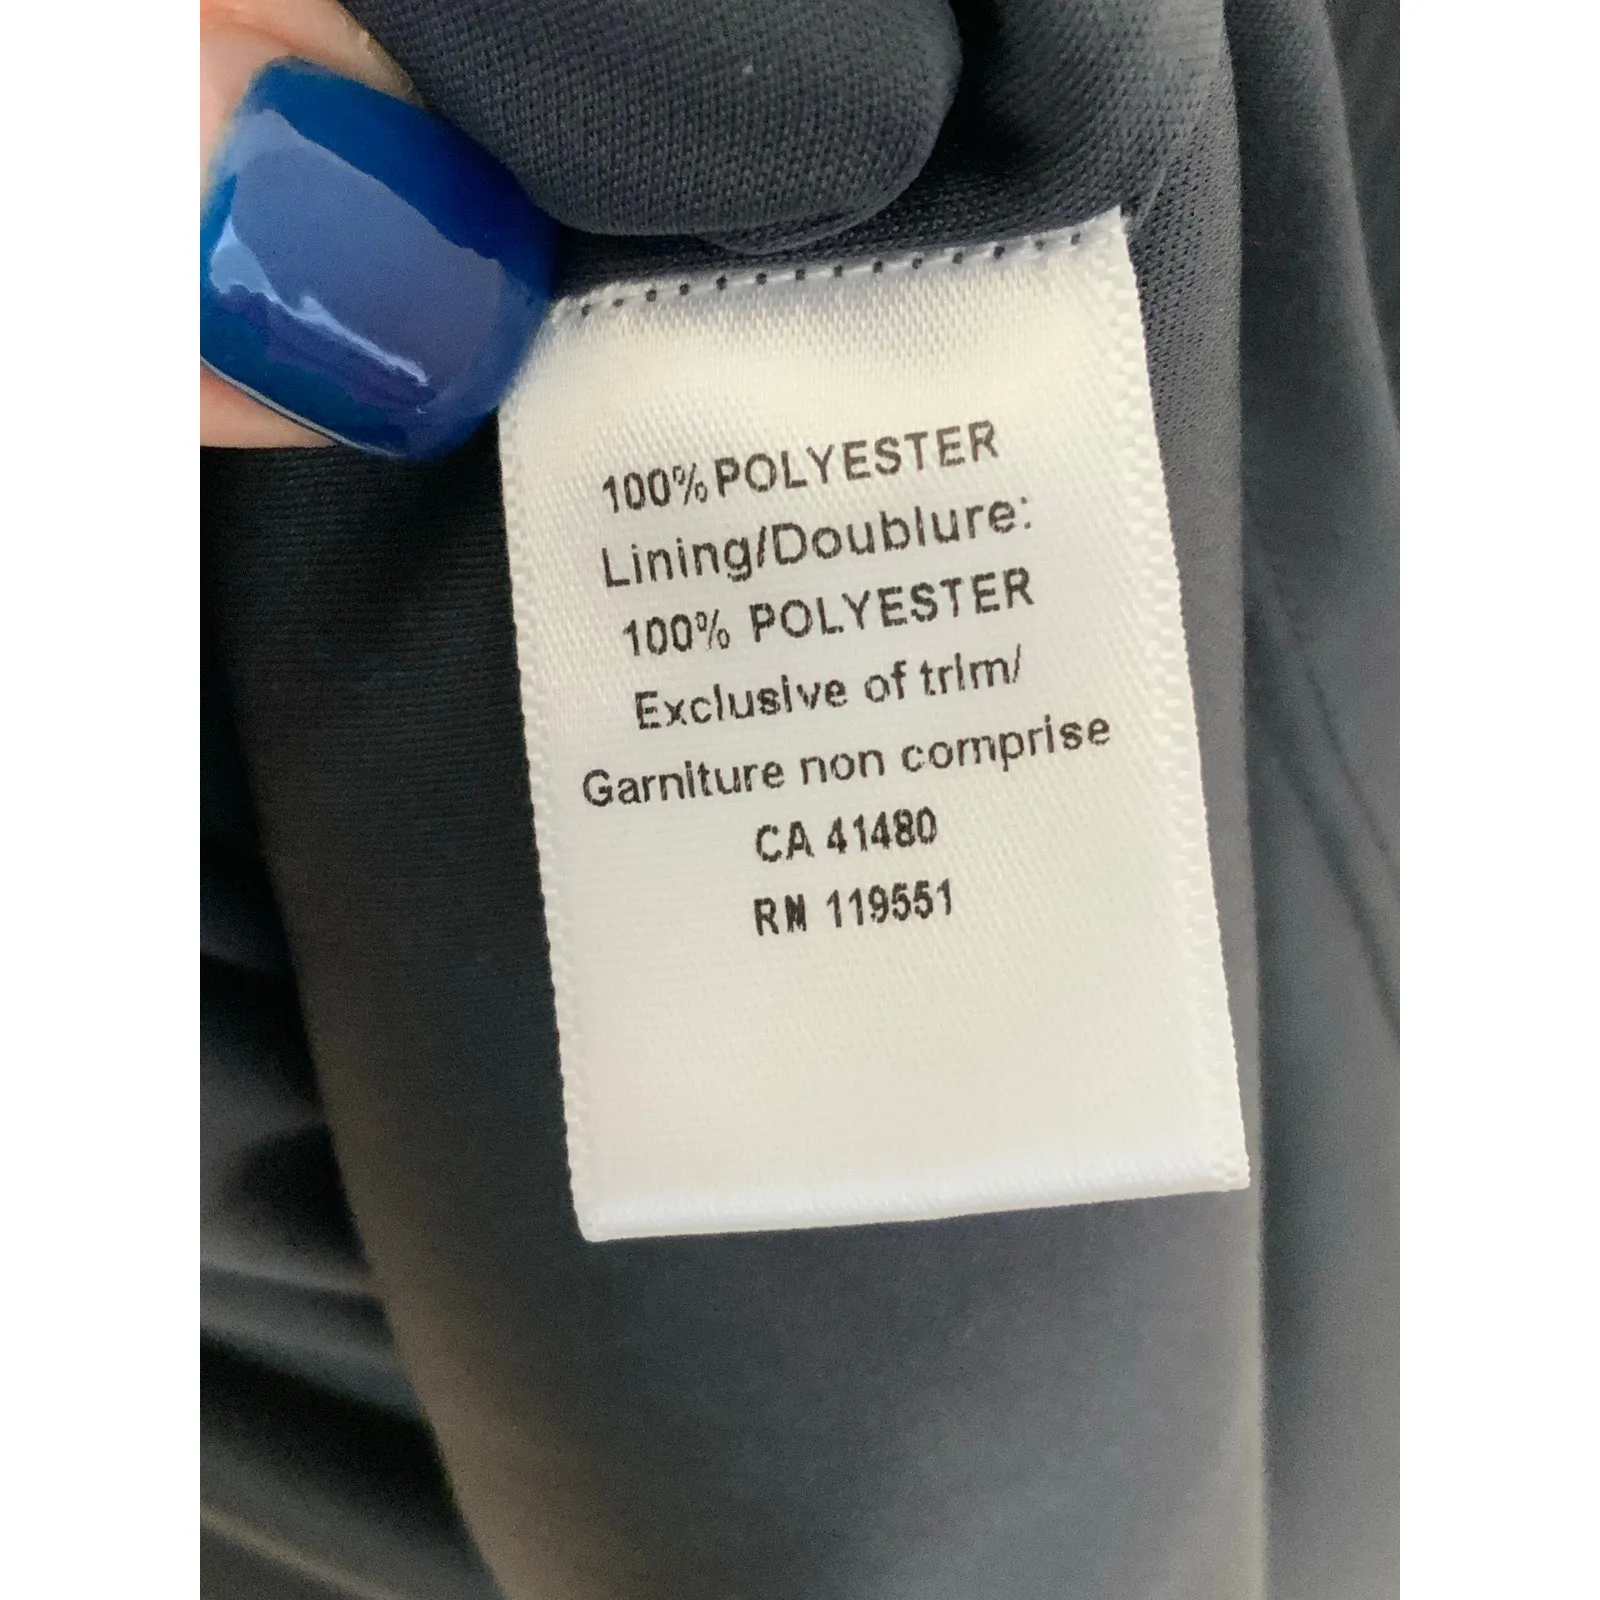 100% POLYESTER
Lining/Doublure:
100% POLYESTER
Exclusive of trim/
Garniture non comprise
CA 41480
RN 119551